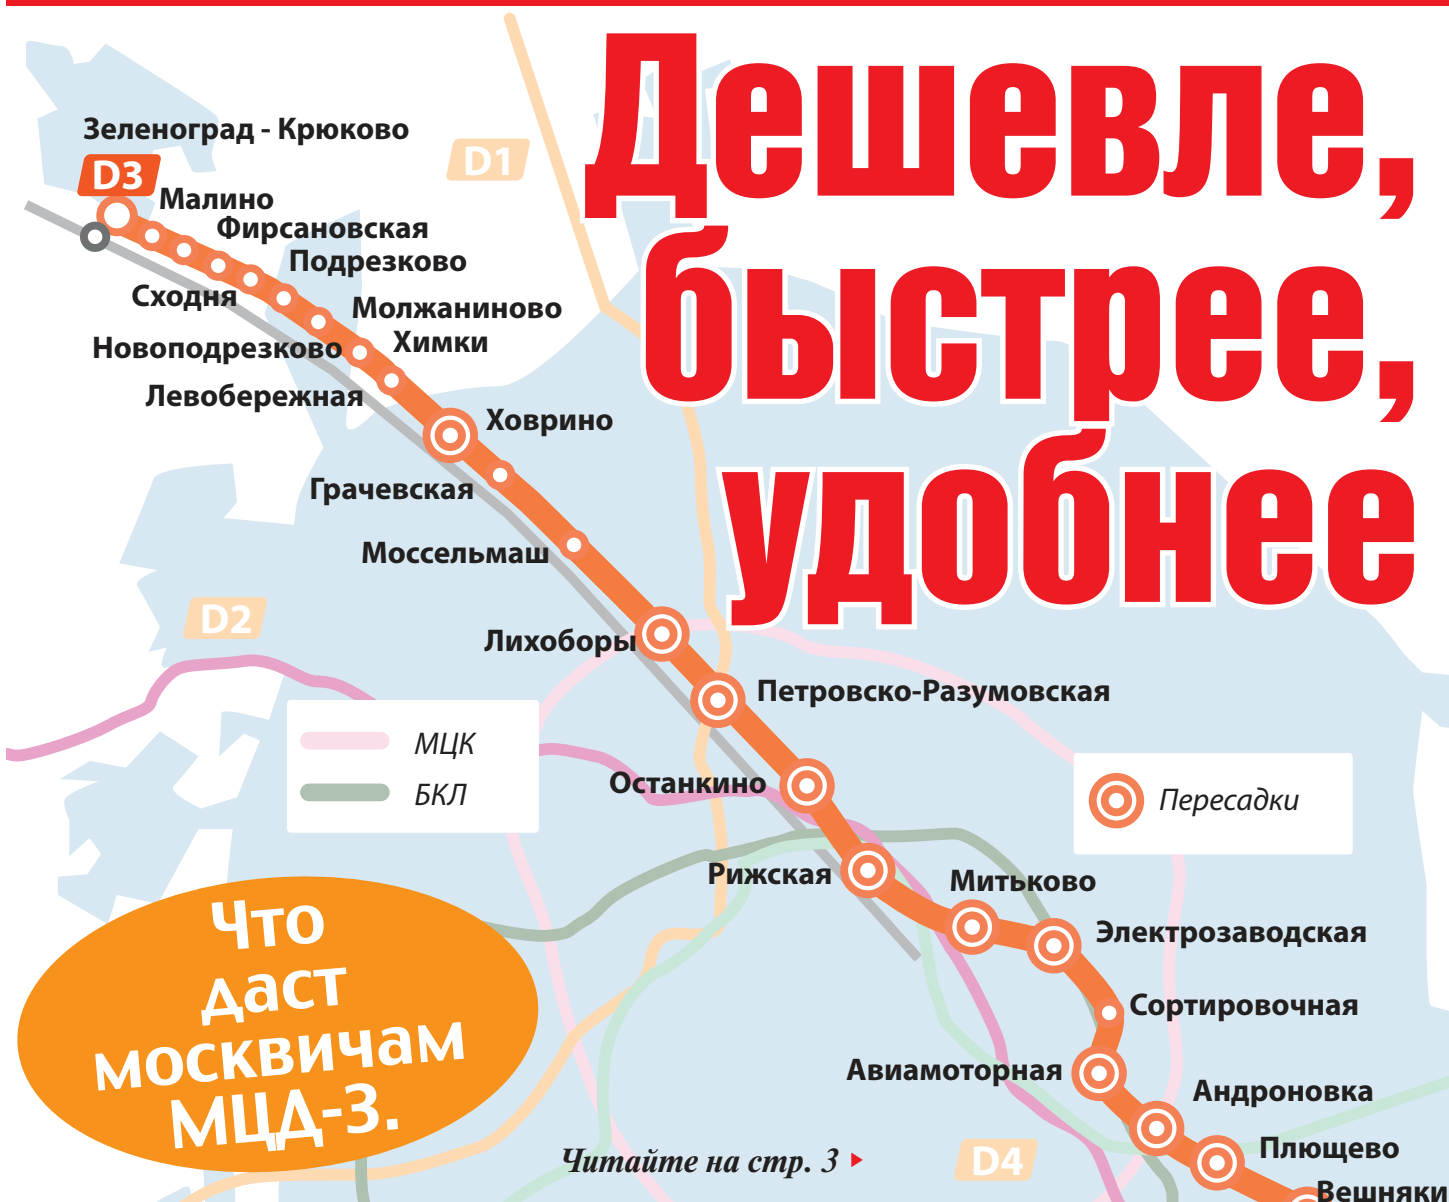 Дешевле,
быстрее,
удобнее
Зеленоград - Крюково
D3
D1
Малино
Фирсановская
Подрезково
Сходня
Молжаниново
Химки
Новоподрезково
Левобережная
Ховрино
Грачевская
Моссельмаш
D2
Лихоборы
Петровско-Разумовская
МЦК
БКЛ
Останкино
Пересадки
Рижская
Митьково
Электрозаводская
Сортировочная
Авиамоторная
Андроновка
Плющево
Вешняки
D4
Что
даст
москвичам
МЦД-3.
Читайте на стр. 3